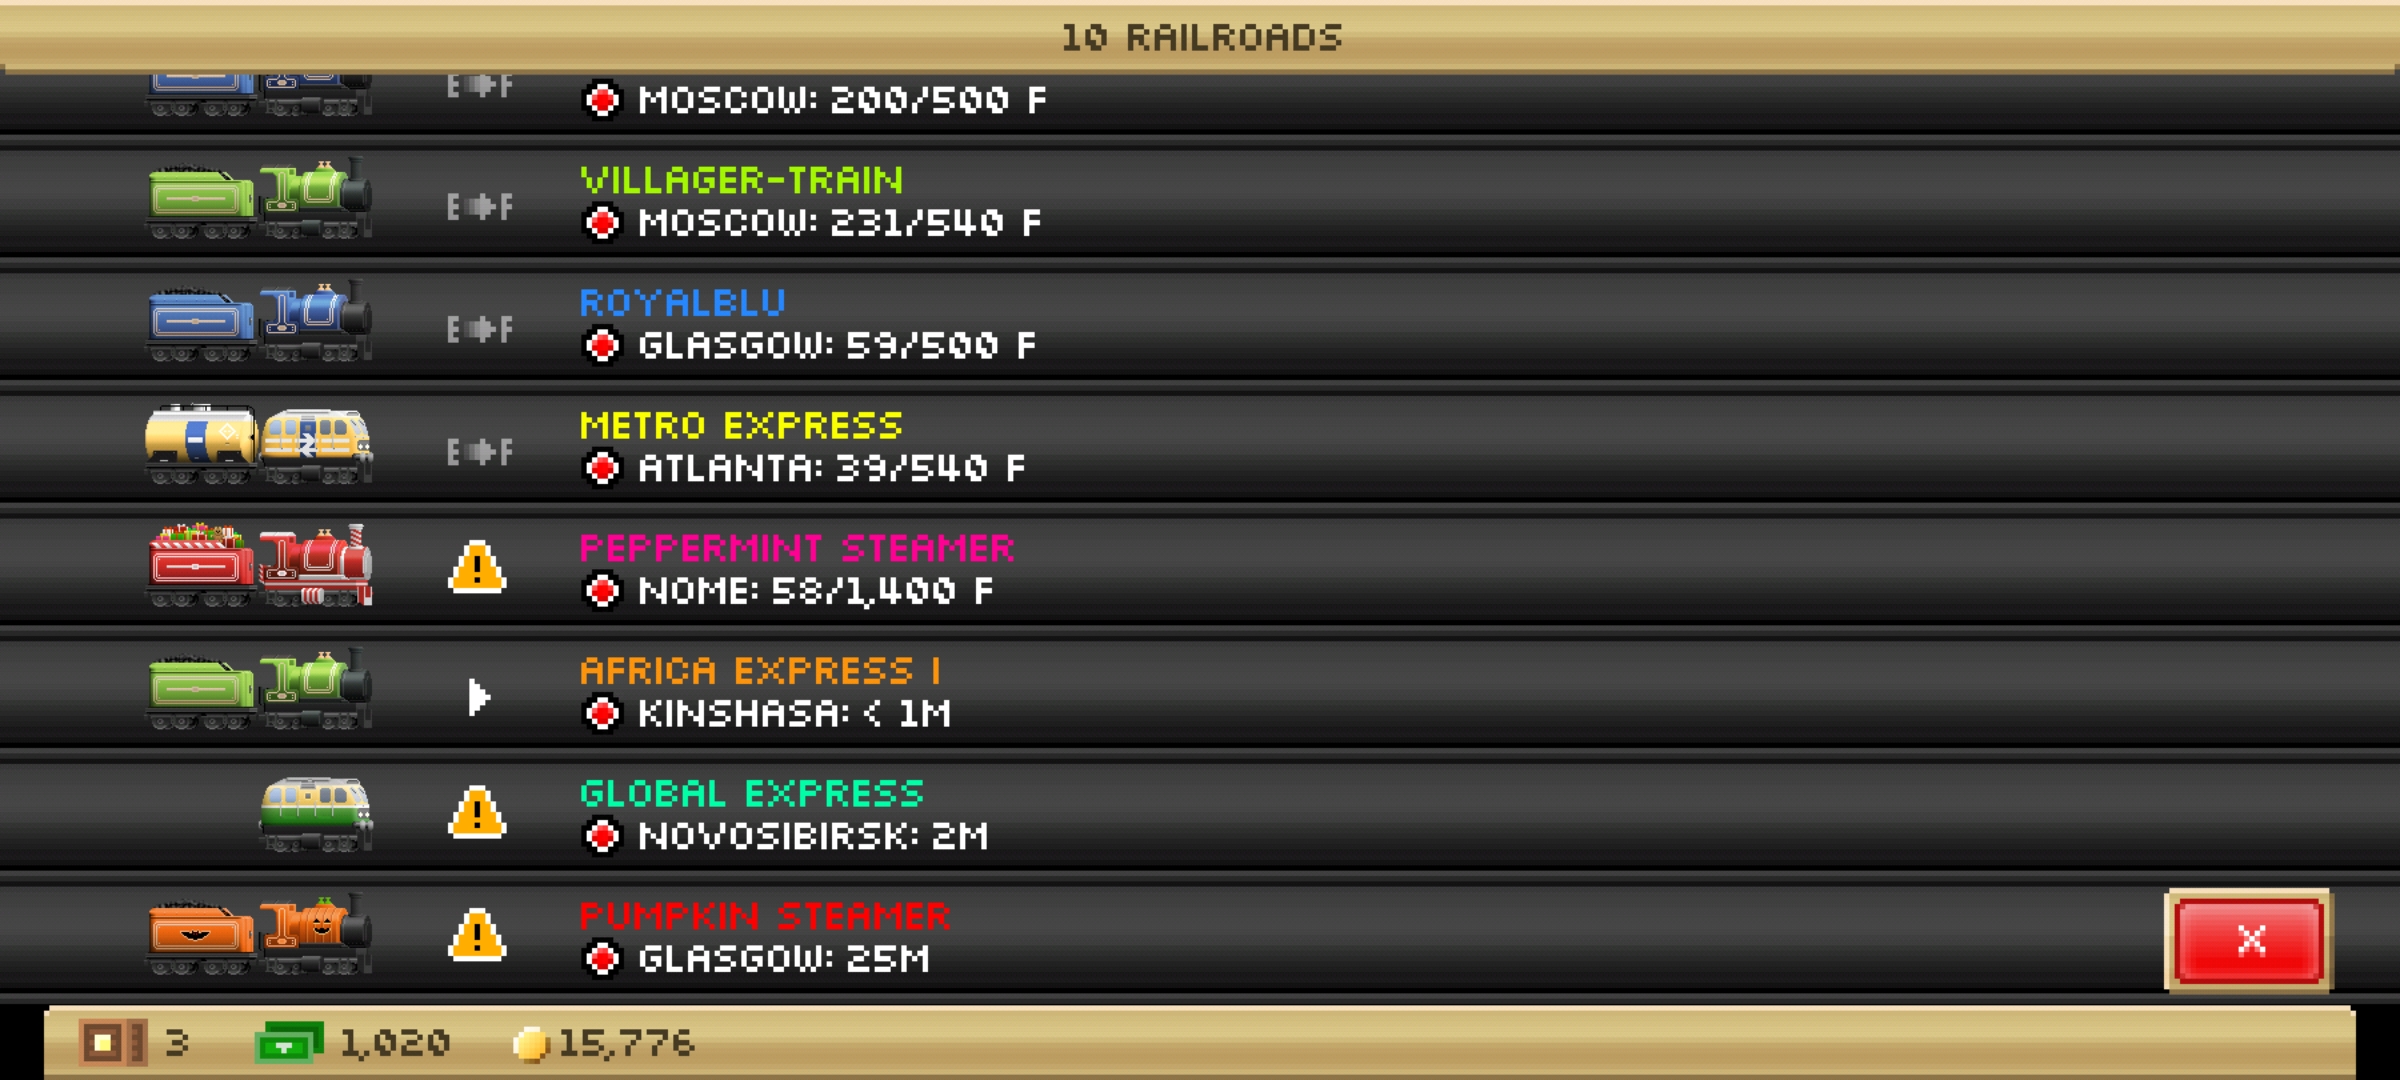 10 RAILROADS
E F
MOSCOW: 200/500 F
VILLAGER-TRAIN
E F
MOSCOW: 231/540 F
ROYALBLU
E F
GLASGOW: 59/500 F
METRO EXPRESS
E F
ATLANTA: 39/540 F
PEPPERMINT STEAMER
NOME: 58/1,400 F
AFRICA EXPRESS I
KINSHASA: < 1M
GLOBAL EXPRESS
NOVOSIBIRSK: 2M
PUMPKIN STEAMER
GLASGOW: 25M
X
3 1,020 15,776